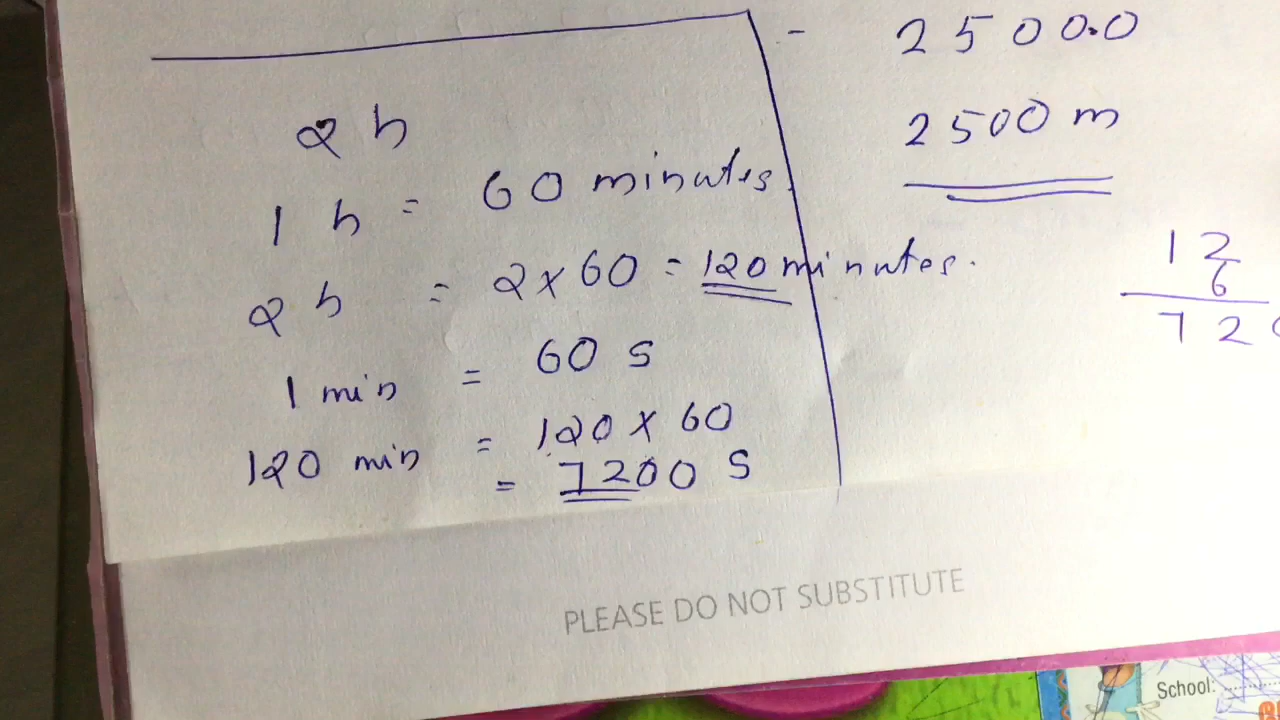 - 2500.0
2500 m
2 h
1 h = 60 minutes.
2 h = 2 x 60 = 120 minutes.
1 min = 60 s
120 min = 120 x 60
= 7200 s
12
6
72
PLEASE DO NOT SUBSTITUTE
School: